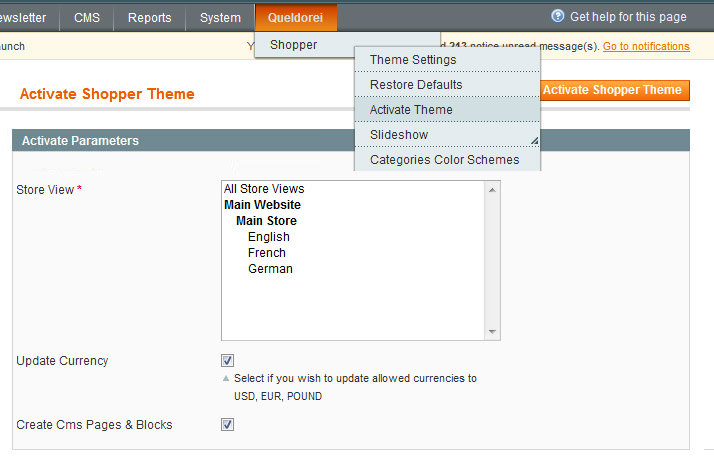 ewsletter CMS Reports System Queldorei Get help for this page
Shopper
213 notice unread message(s). Go to notifications
Theme Settings
Restore Defaults
Activate Theme
Slideshow
Categories Color Schemes
Activate Shopper Theme
Activate Shopper Theme
Activate Parameters
Store View *
All Store Views
Main Website
Main Store
English
French
German
Update Currency
Select if you wish to update allowed currencies to
USD, EUR, POUND
Create Cms Pages & Blocks